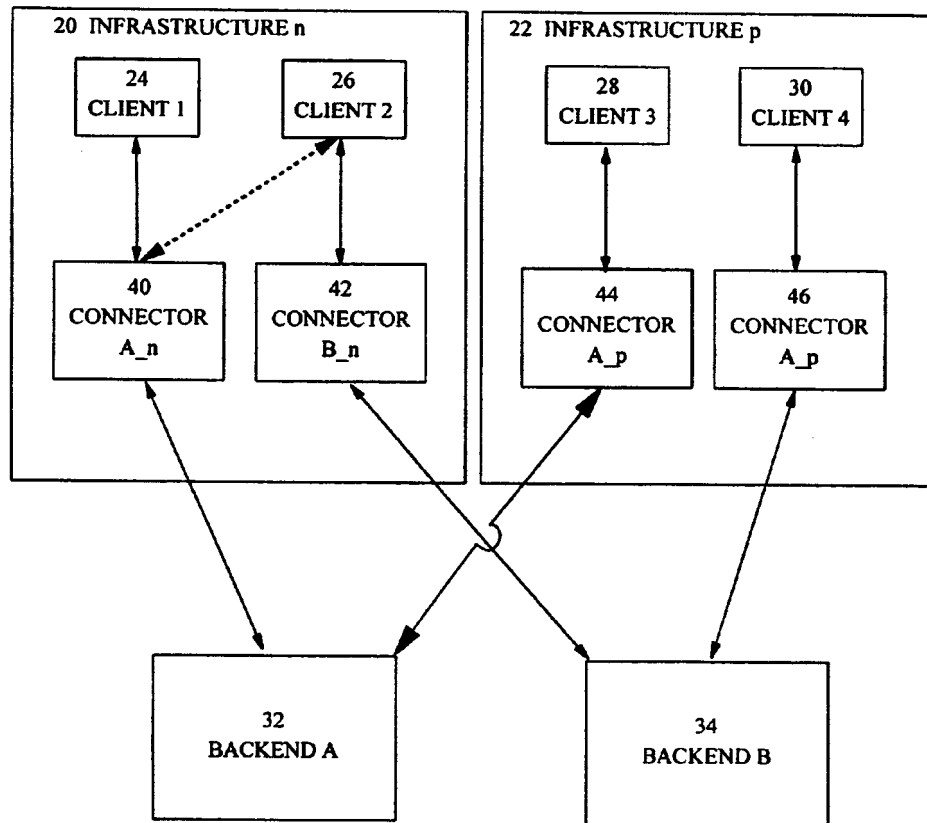 20 INFRASTRUCTURE n
22 INFRASTRUCTURE p
24
CLIENT 1
26
CLIENT 2
28
CLIENT 3
30
CLIENT 4
40
CONNECTOR
A_n
42
CONNECTOR
B_n
44
CONNECTOR
A_p
46
CONNECTOR
A_p
32
BACKEND A
34
BACKEND B